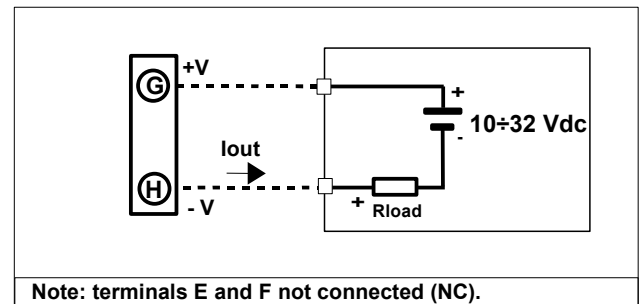 G
+V
+
10÷32 Vdc
-
Iout
H
- V
+
Rload
Note: terminals E and F not connected (NC).